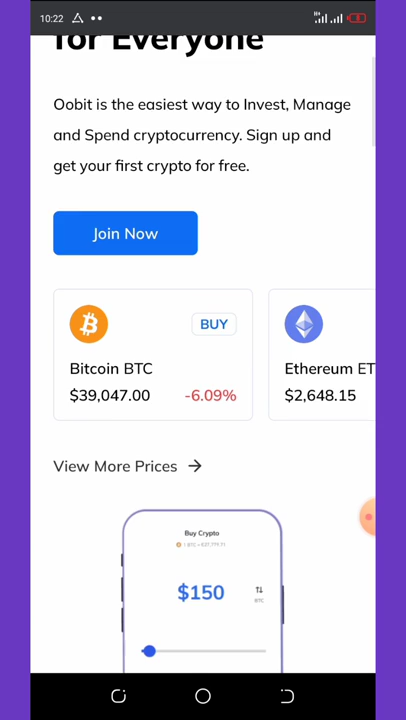 10:22
for Everyone
Oobit is the easiest way to Invest, Manage
and Spend cryptocurrency. Sign up and
get your first crypto for free.
Join Now
BUY
Bitcoin BTC
$39,047.00 -6.09%
Ethereum ET
$2,648.15
View More Prices →
Buy Crypto
$150
BTC